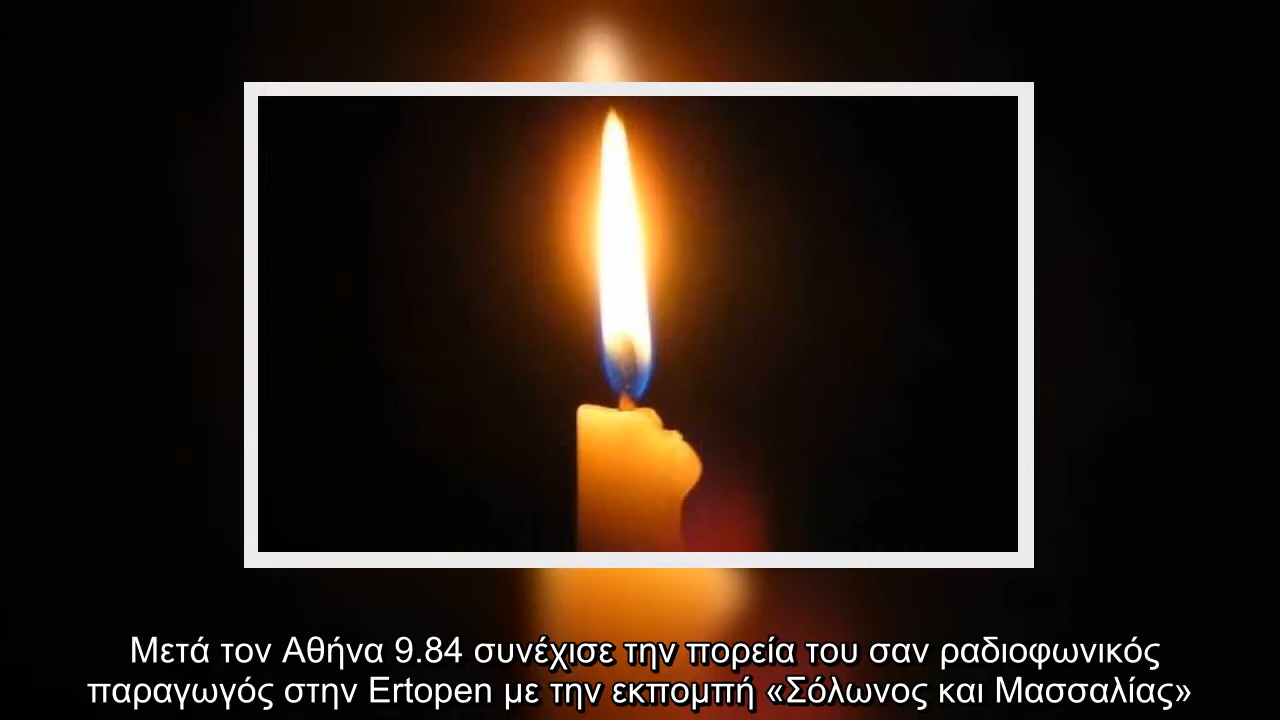 Μετά τον Αθήνα 9.84 συνέχισε την πορεία του σαν ραδιοφωνικός
παραγωγός στην Ertopen με την εκπομπή «Σόλωνος και Μασσαλίας»